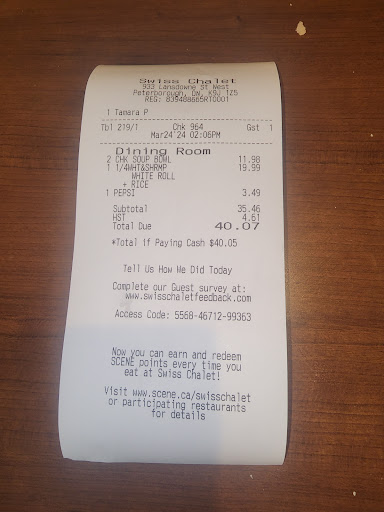 Swiss Chalet
933 Lansdowne St West
Peterborough, ON, K9J 1Z5
REG: 839488665RT0001
1 Tamara P
Tbl 219/1 Chk 964 Gst 1
Mar24'24 02:06PM
Dining Room
2 CHK SOUP BOWL 11.98
1 1/4WHT&SHRMP 19.99
WHITE ROLL
+ RICE
1 PEPSI 3.49
Subtotal 35.46
HST 4.61
Total Due 40.07
*Total if Paying Cash $40.05
Tell Us How We Did Today
Complete our Guest survey at:
www.swisschaletfeedback.com
Access Code: 5568-46712-99363
Now you can earn and redeem
SCENE points every time you
eat at Swiss Chalet!
Visit www.scene.ca/swisschalet
or participating restaurants
for details